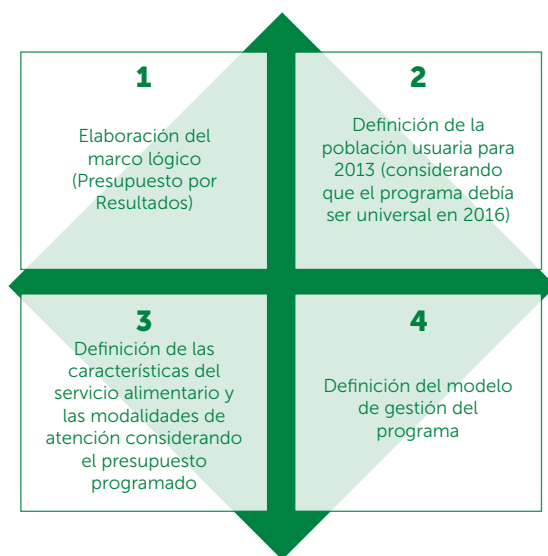 1
Elaboración del
marco lógico
(Presupuesto por
Resultados)
2
Definición de la
población usuaria para
2013 (considerando
que el programa debía
ser universal en 2016)
3
Definición de las
características del
servicio alimentario y
las modalidades de
atención considerando
el presupuesto
programado
4
Definición del modelo
de gestión del
programa